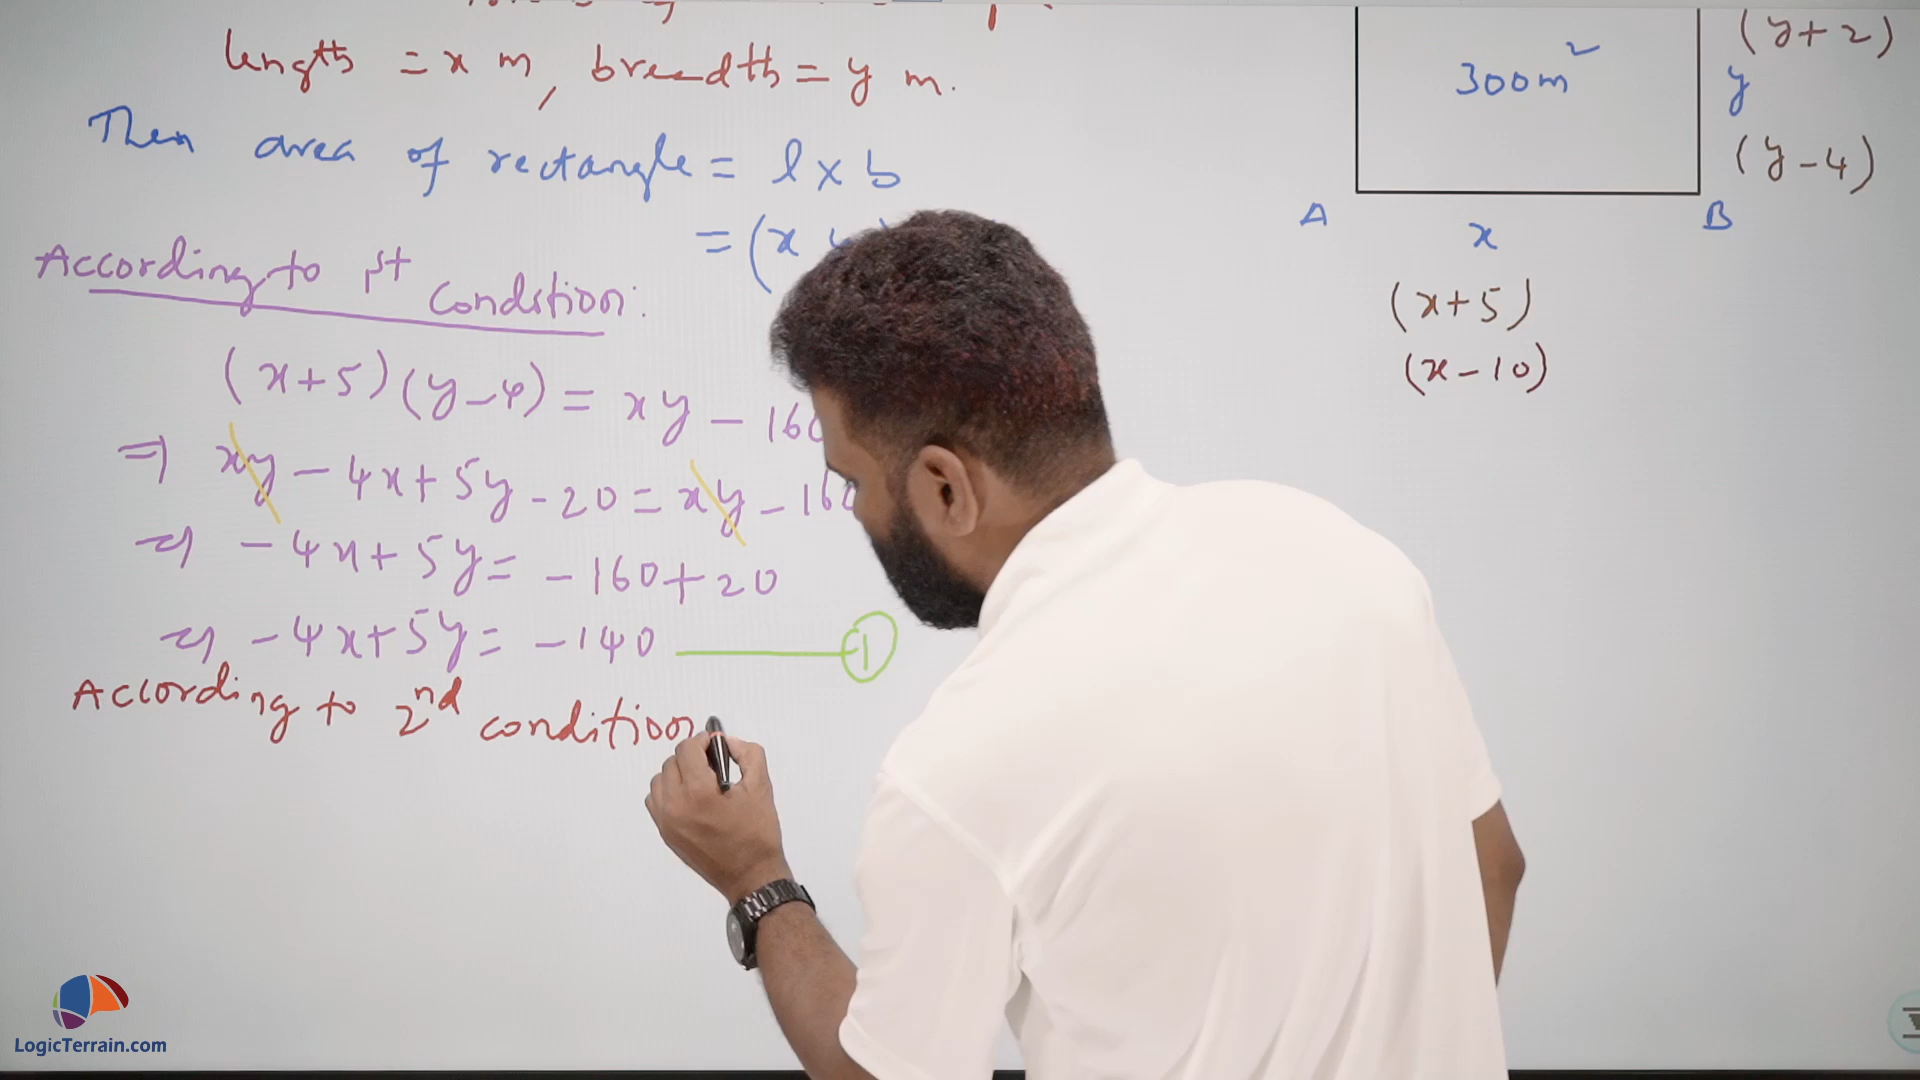 length = x m, breadth = y m.
Then area of rectangle = l x b
= (x
According to 1st condition:
(x+5)(y-4) = xy - 160
⇒ xy - 4x + 5y - 20 = xy - 160
⇒ -4x + 5y = -160 + 20
⇒ -4x + 5y = -140 ——— 1
According to 2nd condition
300m²
(y+2)
y
(y-4)
A
x
B
(x+5)
(x-10)
LogicTerrain.com